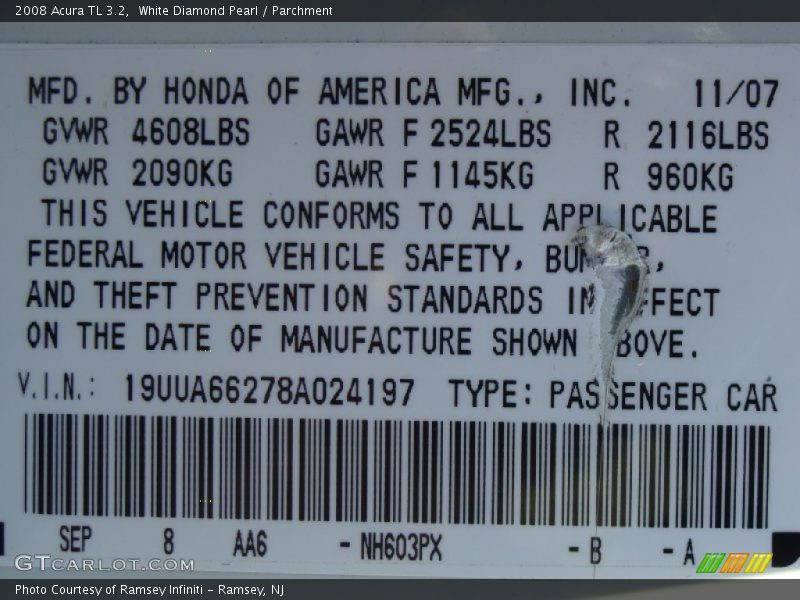 2008 Acura TL 3.2, White Diamond Pearl / Parchment
MFD. BY HONDA OF AMERICA MFG., INC. 11/07
GVWR 4608LBS GAWR F 2524LBS R 2116LBS
GVWR 2090KG GAWR F 1145KG R 960KG
THIS VEHICLE CONFORMS TO ALL APPLICABLE
FEDERAL MOTOR VEHICLE SAFETY,
AND THEFT PREVENTION STANDARDS
ON THE DATE OF MANUFACTURE SHOWN
V.I.N.: 19UUA66278A024197 TYPE: PASSENGER CAR
SEP 8 AA6 - NH603PX - B - A
GTCARLOT.COM
Photo Courtesy of Ramsey Infiniti - Ramsey, NJ